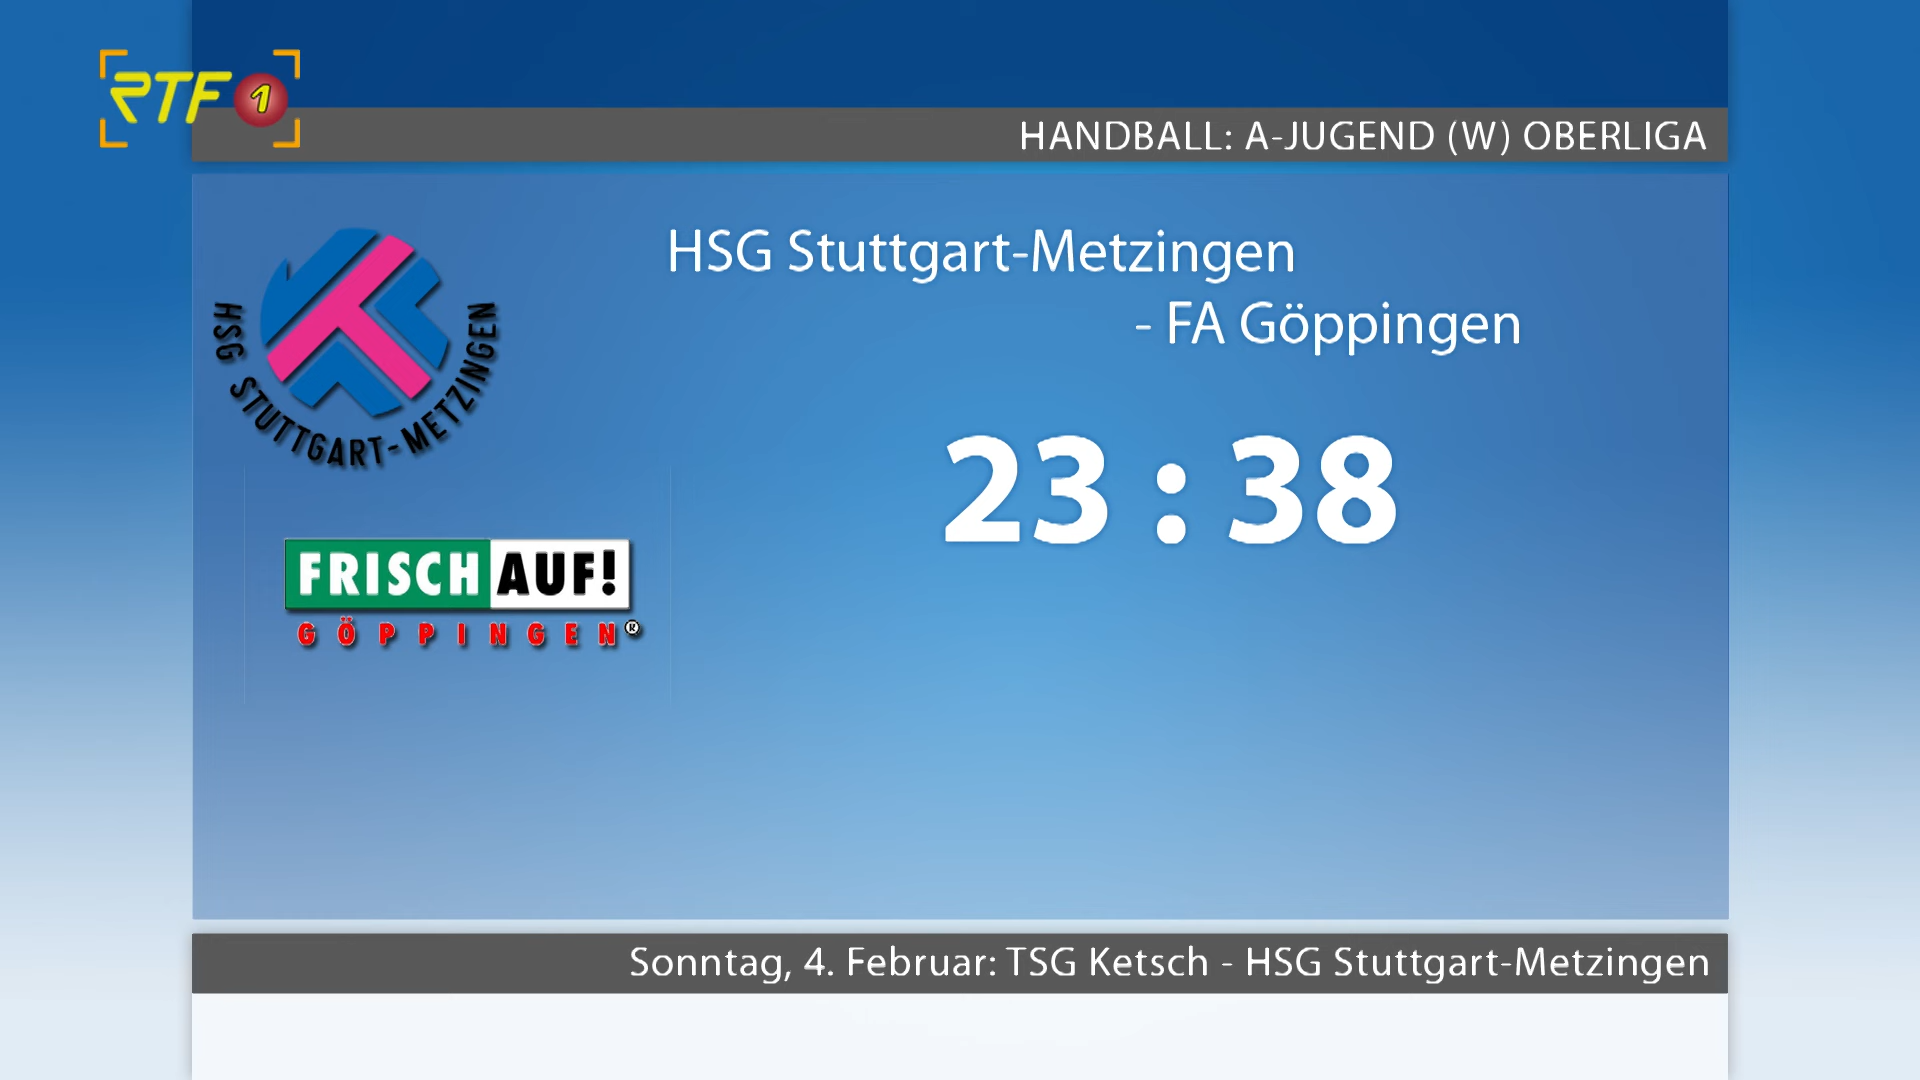 RTF 1
HANDBALL: A-JUGEND (W) OBERLIGA
HSG Stuttgart-Metzingen
- FA Göppingen
HSG STUTTGART-METZINGEN
23 : 38
FRISCH AUF!
GÖPPINGEN®
Sonntag, 4. Februar: TSG Ketsch - HSG Stuttgart-Metzingen